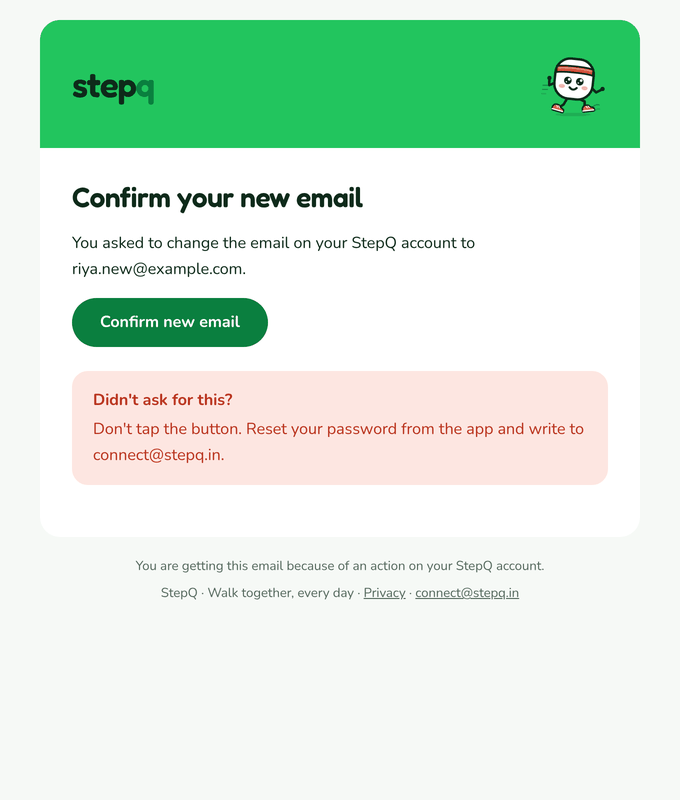 stepq
Confirm your new email
You asked to change the email on your StepQ account to
riya.new@example.com.
Confirm new email
Didn't ask for this?
Don't tap the button. Reset your password from the app and write to
connect@stepq.in.
You are getting this email because of an action on your StepQ account.
StepQ · Walk together, every day · Privacy · connect@stepq.in